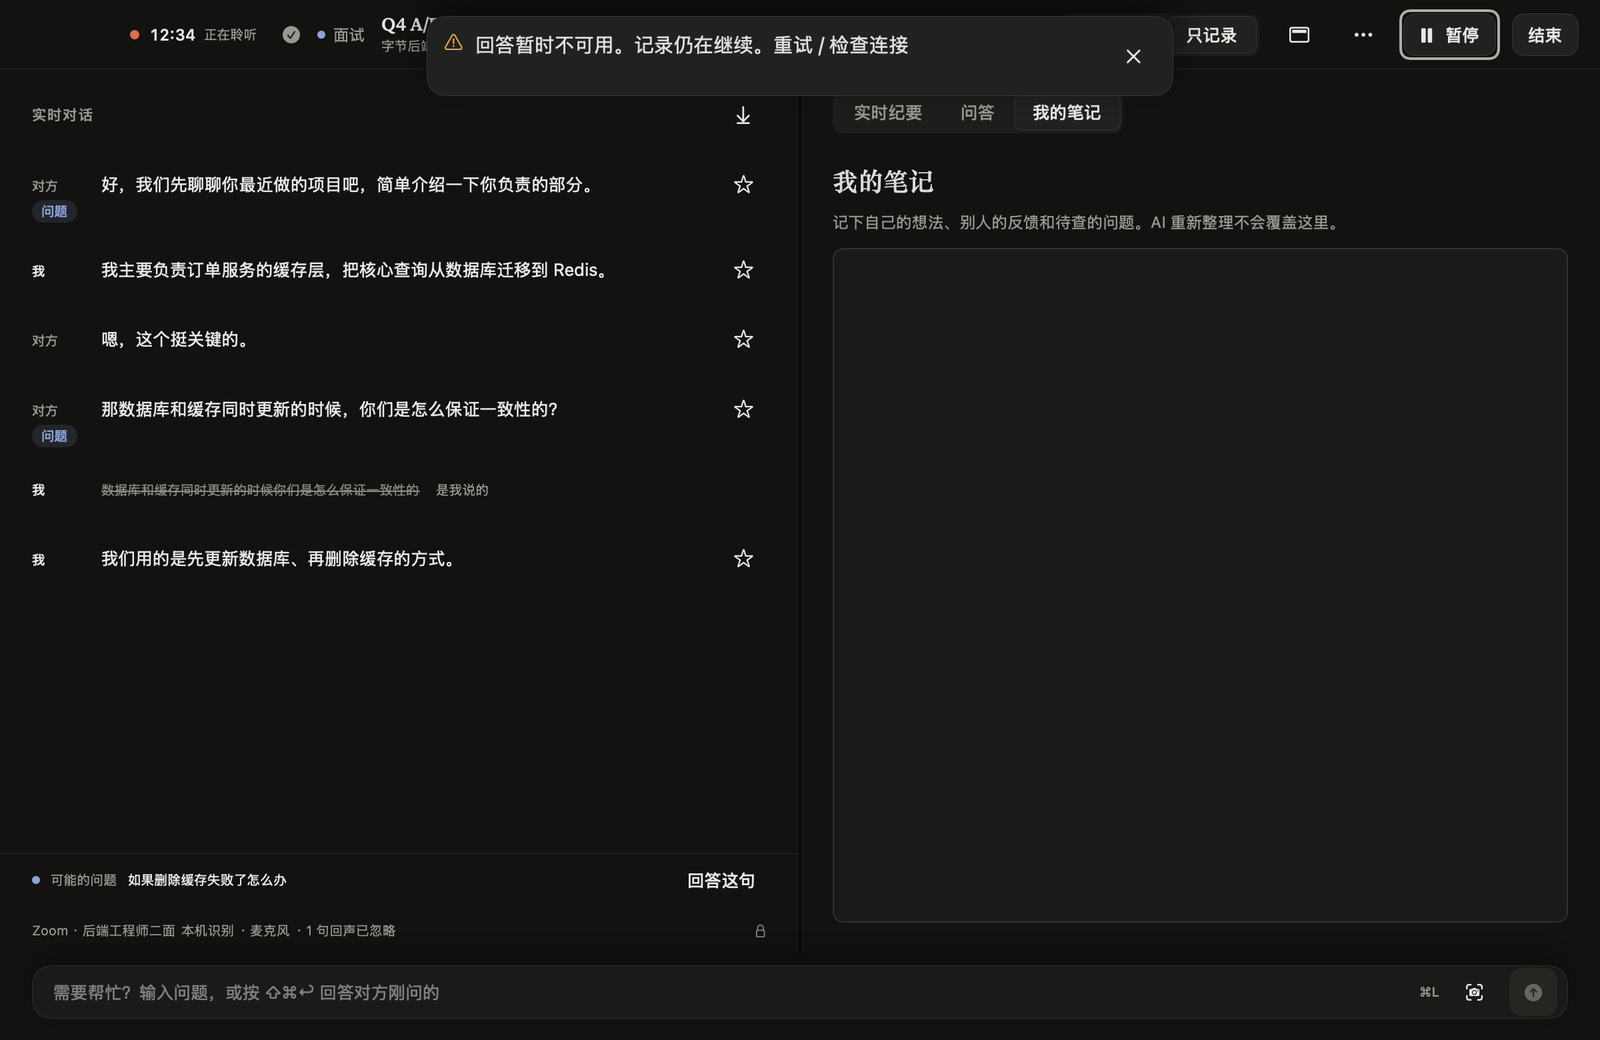 12:34 正在聆听 面试
Q4 A/
字节后端
回答暂时不可用。记录仍在继续。重试 / 检查连接
只记录
暂停
结束
实时对话
对方
问题
好，我们先聊聊你最近做的项目吧，简单介绍一下你负责的部分。
我
我主要负责订单服务的缓存层，把核心查询从数据库迁移到 Redis。
对方
嗯，这个挺关键的。
对方
问题
那数据库和缓存同时更新的时候，你们是怎么保证一致性的?
我
数据库和缓存同时更新的时候你们是怎么保证一致性的 是我说的
我
我们用的是先更新数据库、再删除缓存的方式。
可能的问题 如果删除缓存失败了怎么办
回答这句
Zoom · 后端工程师二面 本机识别 · 麦克风 · 1 句回声已忽略
实时纪要 问答 我的笔记
我的笔记
记下自己的想法、别人的反馈和待查的问题。AI 重新整理不会覆盖这里。
需要帮忙？输入问题，或按 ⇧⌘↩ 回答对方刚问的
⌘L